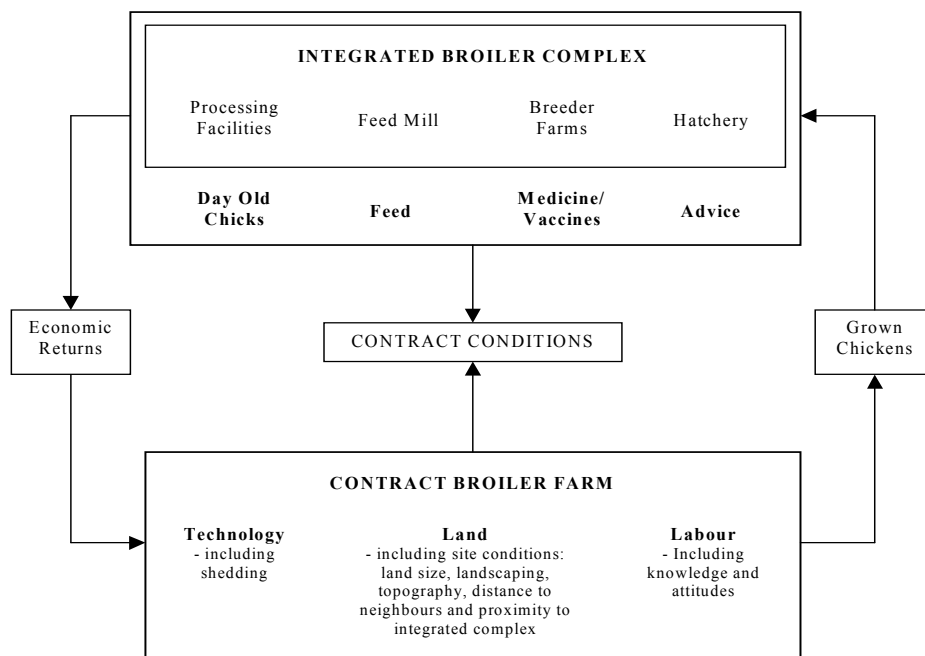 INTEGRATED BROILER COMPLEX
Processing
Facilities
Feed Mill
Breeder
Farms
Hatchery
Day Old
Chicks
Feed
Medicine/
Vaccines
Advice
Economic
Returns
CONTRACT CONDITIONS
Grown
Chickens
CONTRACT BROILER FARM
Technology
- including
shedding
Land
- including site conditions:
land size, landscaping,
topography, distance to
neighbours and proximity to
integrated complex
Labour
- Including
knowledge and
attitudes